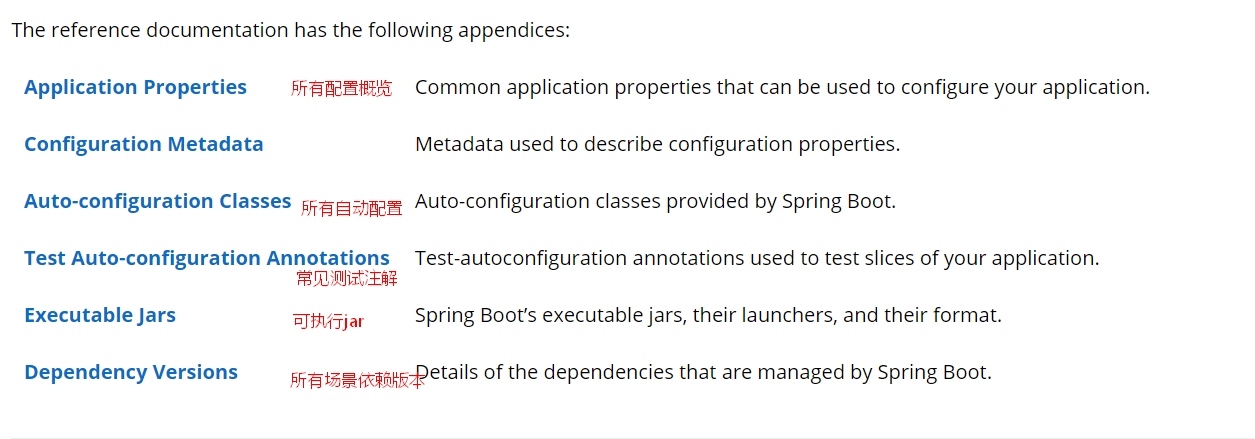 The reference documentation has the following appendices:
Application Properties 所有配置概览 Common application properties that can be used to configure your application.
Configuration Metadata Metadata used to describe configuration properties.
Auto-configuration Classes 所有自动配置 Auto-configuration classes provided by Spring Boot.
Test Auto-configuration Annotations Test-autoconfiguration annotations used to test slices of your application.
常见测试注解
Executable Jars 可执行jar Spring Boot’s executable jars, their launchers, and their format.
Dependency Versions 所有场景依赖版本 Details of the dependencies that are managed by Spring Boot.